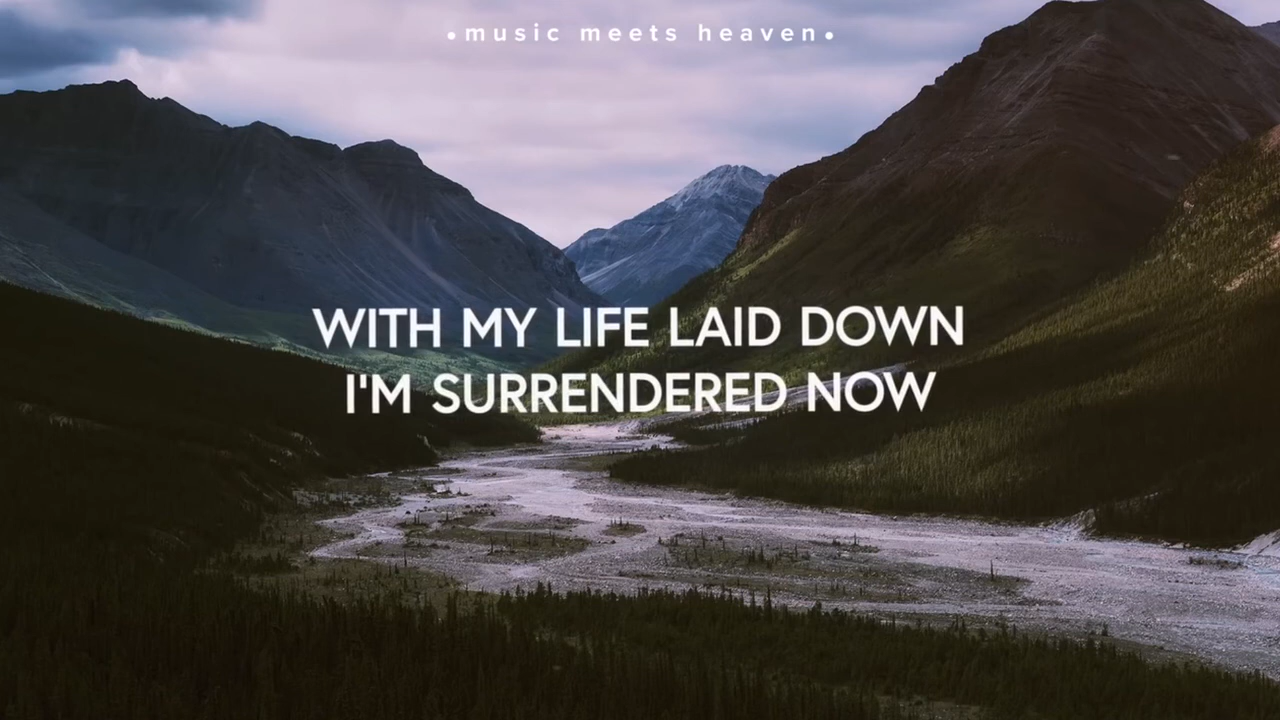 •music meets heaven•
WITH MY LIFE LAID DOWN
I'M SURRENDERED NOW